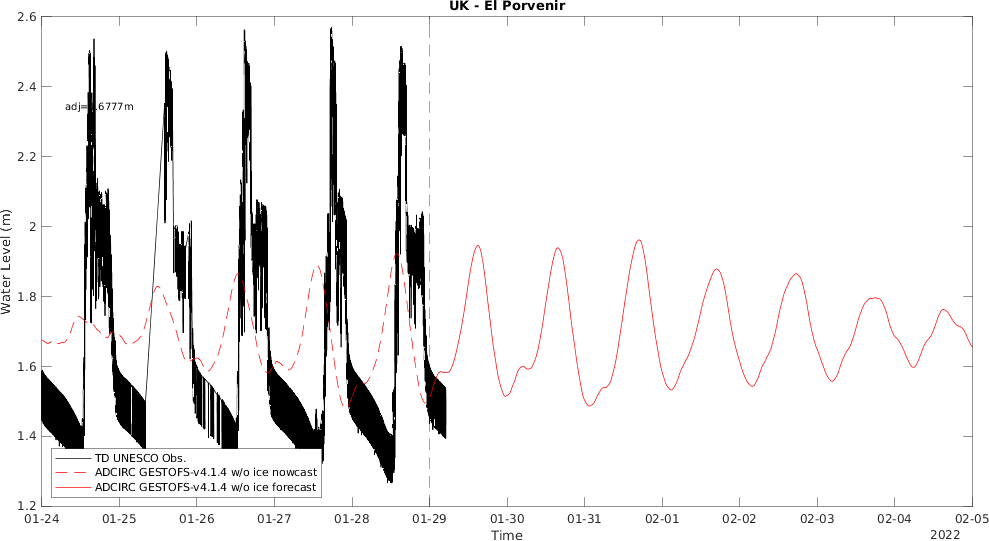 UK - El Porvenir
2.6
2.4
2.2
2
1.8
1.6
1.4
1.2
Water Level (m)
TD UNESCO Obs.
ADCIRC GESTOFS-v4.1.4 w/o ice nowcast
ADCIRC GESTOFS-v4.1.4 w/o ice forecast
01-24 01-25 01-26 01-27 01-28 01-29 01-30 01-31 02-01 02-02 02-03 02-04 02-05
Time
2022